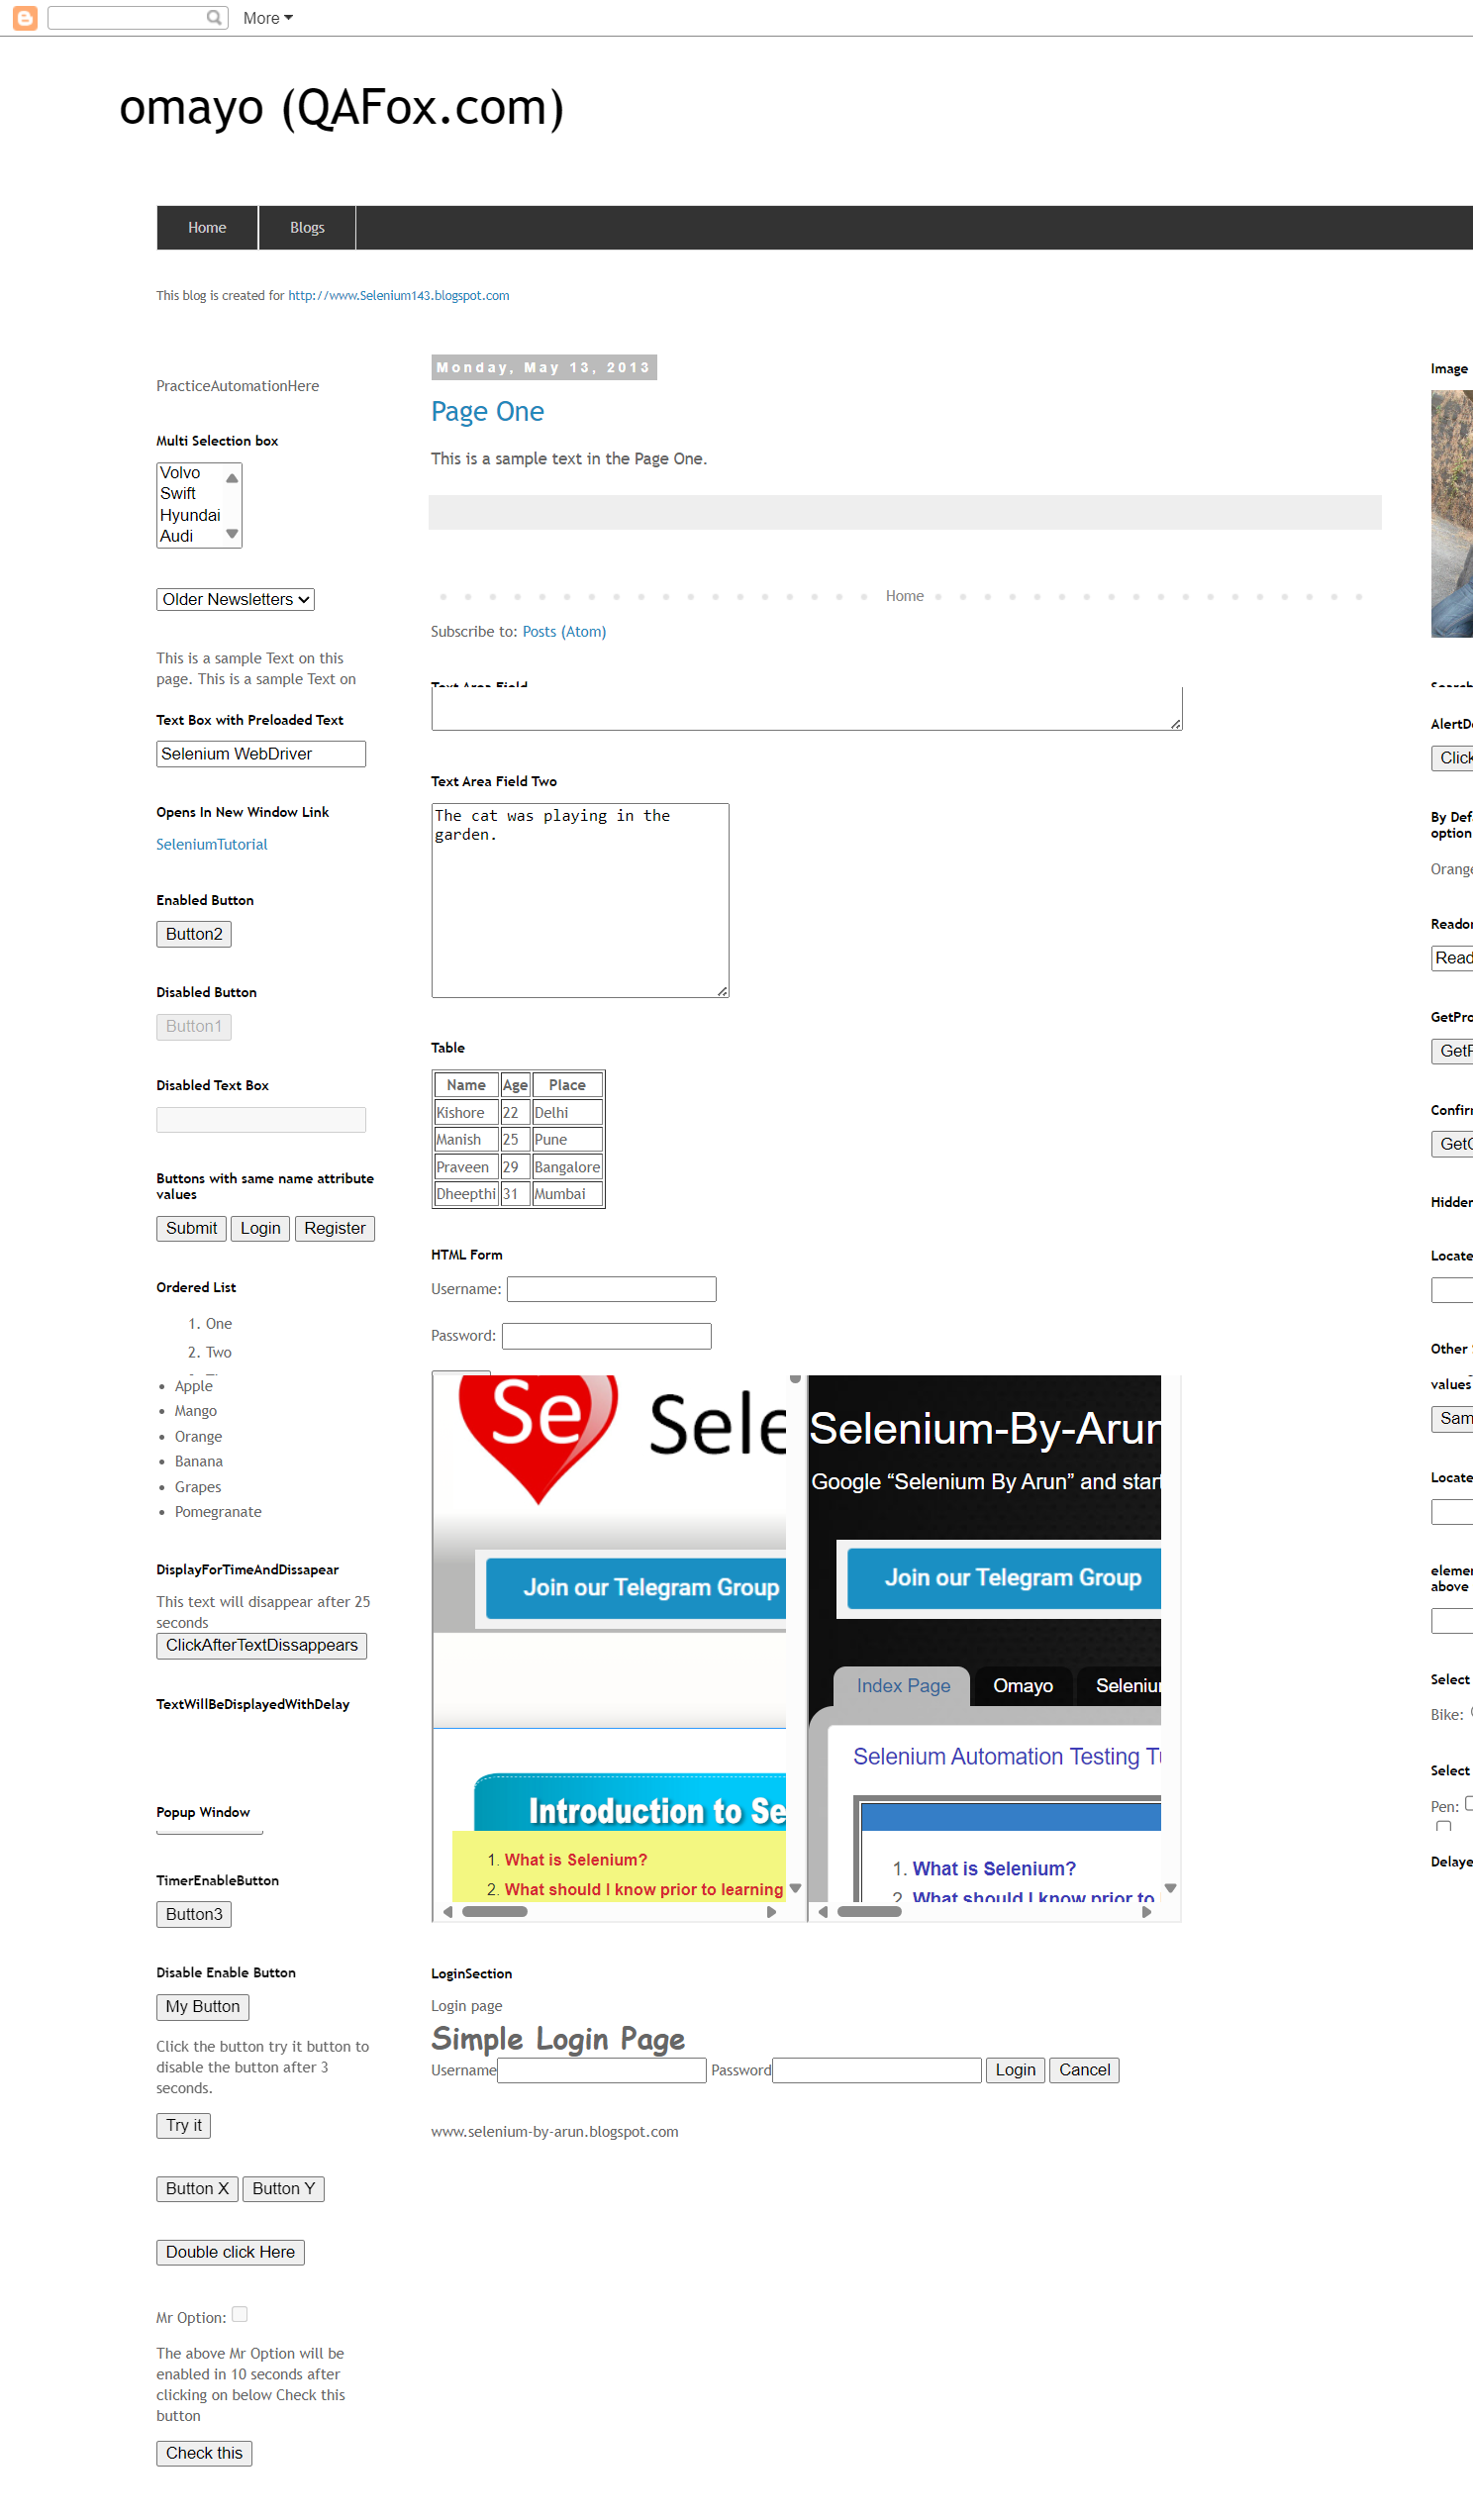 More
omayo (QAFox.com)
Home
Blogs
This blog is created for http://www.Selenium143.blogspot.com
PracticeAutomationHere
Multi Selection box
Volvo
Swift
Hyundai
Audi
Older Newsletters
This is a sample Text on this
page. This is a sample Text on
Text Box with Preloaded Text
Selenium WebDriver
Opens In New Window Link
SeleniumTutorial
Enabled Button
Button2
Disabled Button
Button1
Disabled Text Box
Buttons with same name attribute
values
Submit Login Register
Ordered List
1. One
2. Two
Apple
Mango
Orange
Banana
Grapes
Pomegranate
DisplayForTimeAndDissapear
This text will disappear after 25
seconds
ClickAfterTextDissappears
TextWillBeDisplayedWithDelay
Popup Window
TimerEnableButton
Button3
Disable Enable Button
My Button
Click the button try it button to
disable the button after 3
seconds.
Try it
Button X Button Y
Double click Here
Mr Option:
The above Mr Option will be
enabled in 10 seconds after
clicking on below Check this
button
Check this
Monday, May 13, 2013
Page One
This is a sample text in the Page One.
Home
Subscribe to: Posts (Atom)
Text Area Field
Text Area Field Two
The cat was playing in the
garden.
Table
Name Age Place
Kishore 22 Delhi
Manish 25 Pune
Praveen 29 Bangalore
Dheepthi 31 Mumbai
HTML Form
Username:
Password:
Se Sele
Join our Telegram Group
Introduction to Se
1. What is Selenium?
2. What should I know prior to learning
Selenium-By-Arun
Google “Selenium By Arun” and start
Join our Telegram Group
Index Page Omayo Selenium
Selenium Automation Testing Tu
1. What is Selenium?
2. What should I know prior to
LoginSection
Login page
Simple Login Page
Username Password Login Cancel
www.selenium-by-arun.blogspot.com
Image
Search
AlertDe
Click
By Defa
option
Orange
Reador
Read
GetPro
GetP
Confirm
GetC
Hidden
Locate
Other
values
Sam
Locate
elemen
above
Select
Bike:
Select
Pen:
Delaye